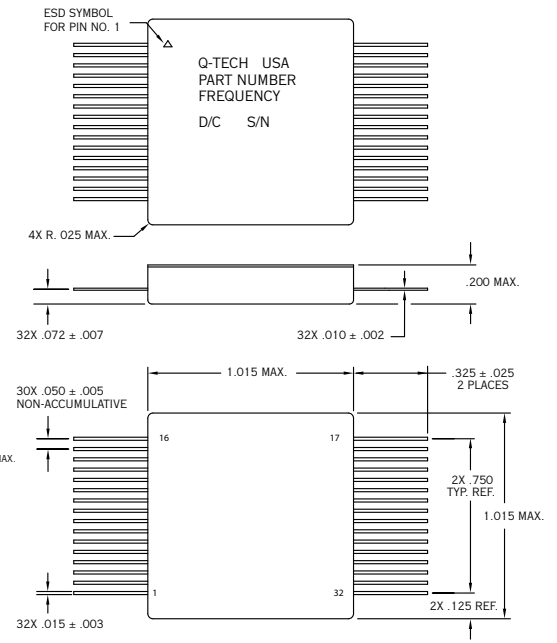 ESD SYMBOL
FOR PIN NO. 1
Q-TECH USA
PART NUMBER
FREQUENCY
D/C S/N
4X R. 025 MAX.
.200 MAX.
32X .072 ± .007
32X .010 ± .002
1.015 MAX.
.325 ± .025
2 PLACES
30X .050 ± .005
NON-ACCUMULATIVE
16
17
MAX.
2X .750
TYP. REF.
1.015 MAX.
1
32
2X .125 REF.
32X .015 ± .003